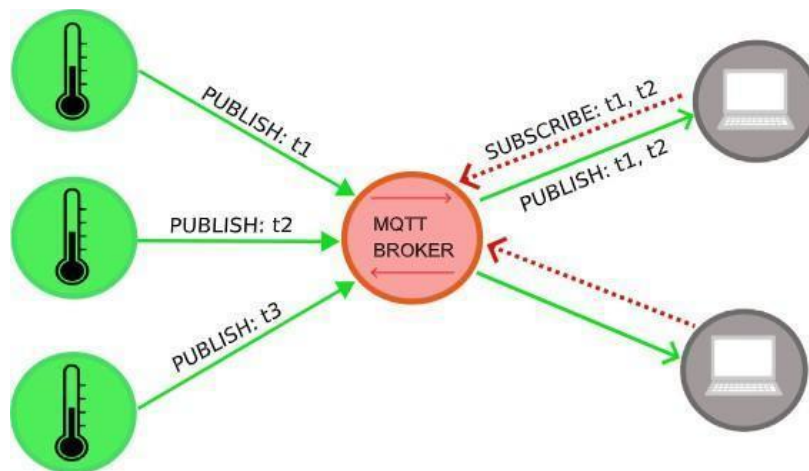 PUBLISH: t1
SUBSCRIBE: t1, t2
PUBLISH: t1, t2
PUBLISH: t2
MQTT
BROKER
PUBLISH: t3